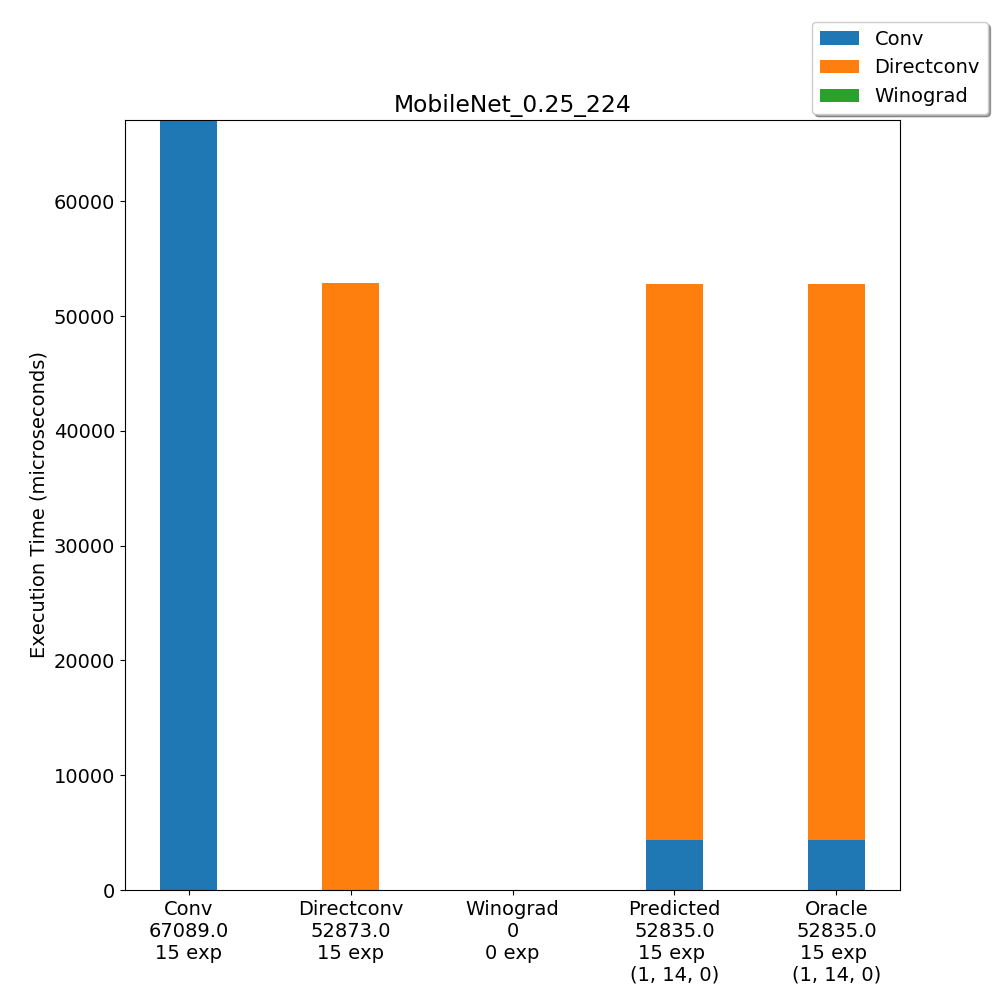 Conv
Directconv
Winograd
MobileNet_0.25_224
Execution Time (microseconds)
60000
50000
40000
30000
20000
10000
0
Conv
67089.0
15 exp
Directconv
52873.0
15 exp
Winograd
0
0 exp
Predicted
52835.0
15 exp
(1, 14, 0)
Oracle
52835.0
15 exp
(1, 14, 0)